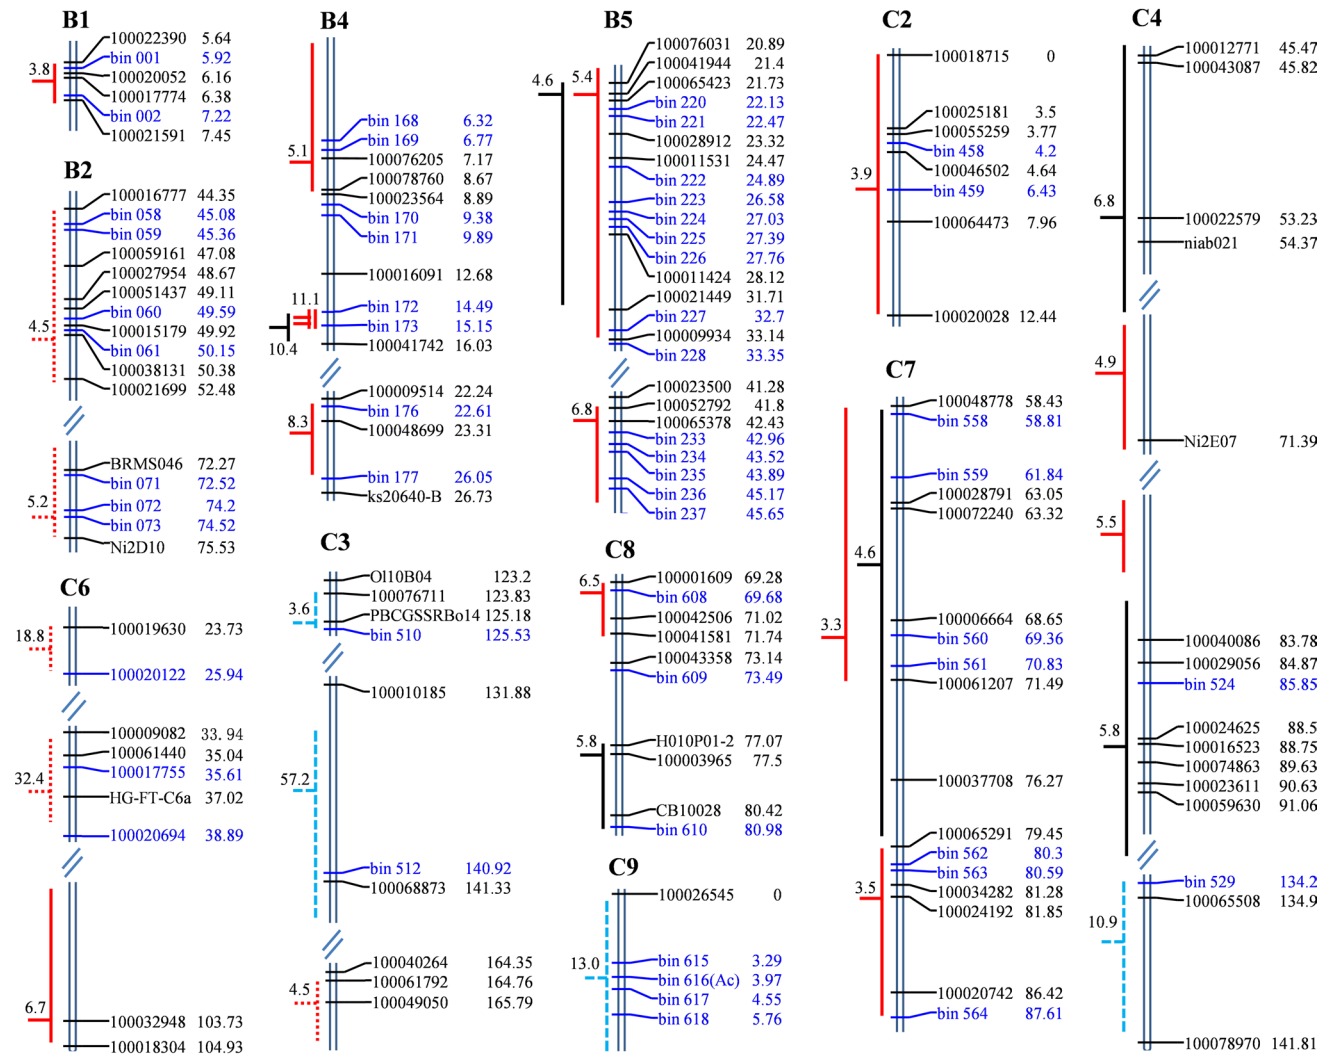 B1
100022390 5.64
bin 001 5.92
3.8
100020052 6.16
100017774 6.38
bin 002 7.22
100021591 7.45
B2
100016777 44.35
bin 058 45.08
bin 059 45.36
100059161 47.08
100027954 48.67
100051437 49.11
bin 060 49.59
4.5
100015179 49.92
bin 061 50.15
100038131 50.38
100021699 52.48
BRMS046 72.27
bin 071 72.52
5.2
bin 072 74.2
bin 073 74.52
Ni2D10 75.53
C6
100019630 23.73
18.8
100020122 25.94
100009082 33.94
100061440 35.04
100017755 35.61
32.4
HG-FT-C6a 37.02
100020694 38.89
6.7
100032948 103.73
100018304 104.93
B4
bin 168 6.32
bin 169 6.77
5.1
100076205 7.17
100078760 8.67
100023564 8.89
bin 170 9.38
bin 171 9.89
100016091 12.68
11.1
bin 172 14.49
bin 173 15.15
10.4
100041742 16.03
100009514 22.24
bin 176 22.61
8.3
100048699 23.31
bin 177 26.05
ks20640-B 26.73
C3
Ol10B04 123.2
100076711 123.83
3.6
PBCGSSRBo14 125.18
bin 510 125.53
100010185 131.88
57.2
bin 512 140.92
100068873 141.33
100040264 164.35
100061792 164.76
4.5
100049050 165.79
B5
100076031 20.89
100041944 21.4
4.6
5.4
100065423 21.73
bin 220 22.13
bin 221 22.47
100028912 23.32
100011531 24.47
bin 222 24.89
bin 223 26.58
bin 224 27.03
bin 225 27.39
bin 226 27.76
100011424 28.12
100021449 31.71
bin 227 32.7
100009934 33.14
bin 228 33.35
100023500 41.28
100052792 41.8
6.8
100065378 42.43
bin 233 42.96
bin 234 43.52
bin 235 43.89
bin 236 45.17
bin 237 45.65
C8
100001609 69.28
6.5
bin 608 69.68
100042506 71.02
100041581 71.74
100043358 73.14
bin 609 73.49
5.8
H010P01-2 77.07
100003965 77.5
CB10028 80.42
bin 610 80.98
C9
100026545 0
13.0
bin 615 3.29
bin 616(Ac) 3.97
bin 617 4.55
bin 618 5.76
C2
100018715 0
100025181 3.5
100055259 3.77
bin 458 4.2
100046502 4.64
3.9
bin 459 6.43
100064473 7.96
100020028 12.44
C7
100048778 58.43
bin 558 58.81
bin 559 61.84
100028791 63.05
100072240 63.32
4.6
100006664 68.65
3.3
bin 560 69.36
bin 561 70.83
100061207 71.49
100037708 76.27
100065291 79.45
bin 562 80.3
bin 563 80.59
3.5
100034282 81.28
100024192 81.85
100020742 86.42
bin 564 87.61
C4
100012771 45.47
100043087 45.82
6.8
100022579 53.23
niab021 54.37
4.9
Ni2E07 71.39
5.5
100040086 83.78
100029056 84.87
bin 524 85.85
5.8
100024625 88.5
100016523 88.75
100074863 89.63
100023611 90.63
100059630 91.06
bin 529 134.2
100065508 134.9
10.9
100078970 141.81